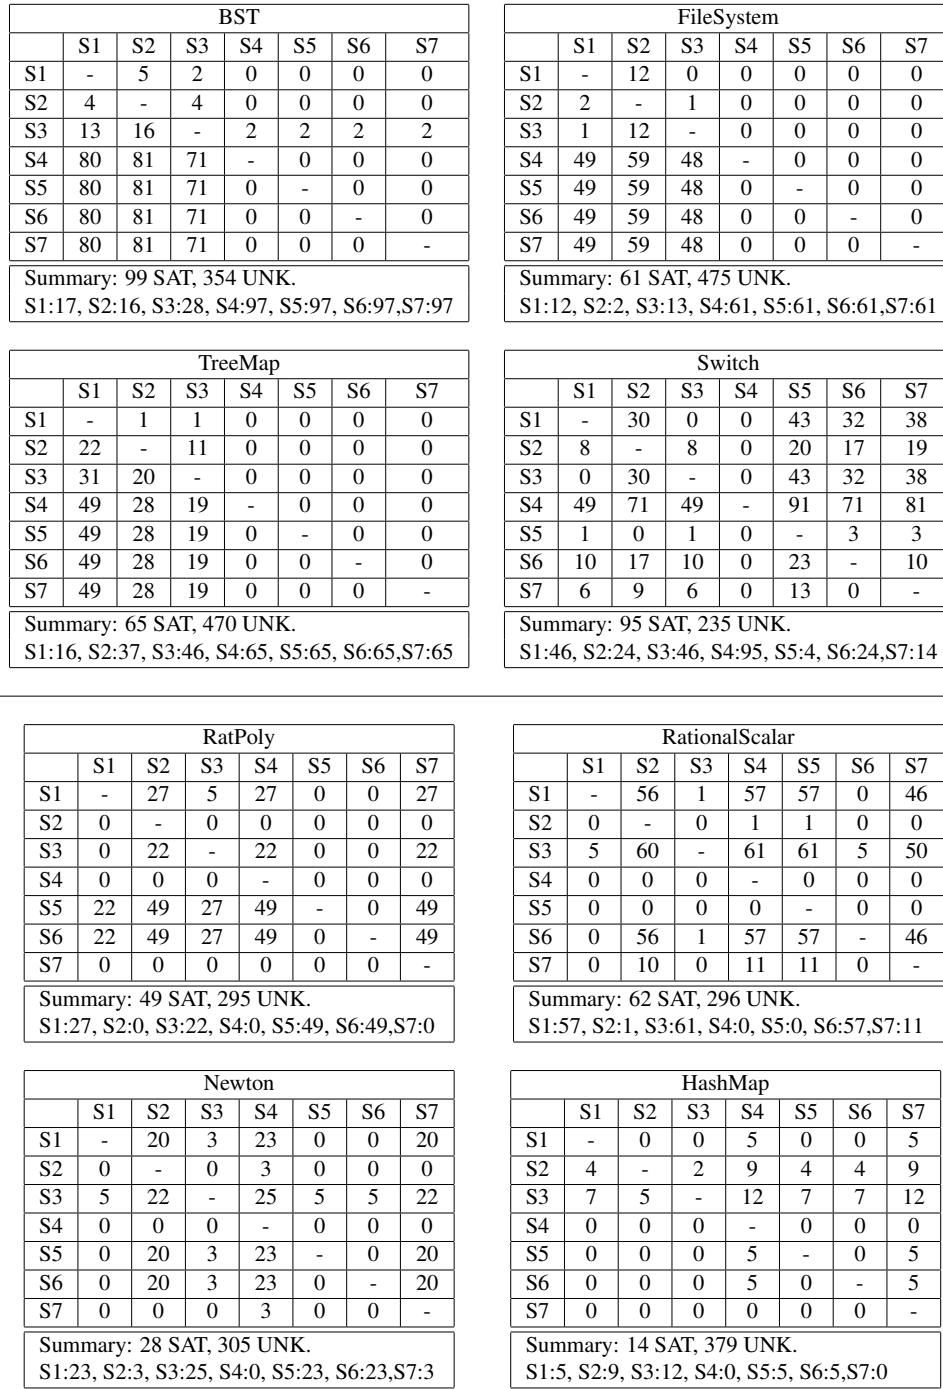 BST
S1 S2 S3 S4 S5 S6 S7
S1 - 5 2 0 0 0 0
S2 4 - 4 0 0 0 0
S3 13 16 - 2 2 2 2
S4 80 81 71 - 0 0 0
S5 80 81 71 0 - 0 0
S6 80 81 71 0 0 - 0
S7 80 81 71 0 0 0 -
Summary: 99 SAT, 354 UNK.
S1:17, S2:16, S3:28, S4:97, S5:97, S6:97,S7:97
FileSystem
S1 S2 S3 S4 S5 S6 S7
S1 - 12 0 0 0 0 0
S2 2 - 1 0 0 0 0
S3 1 12 - 0 0 0 0
S4 49 59 48 - 0 0 0
S5 49 59 48 0 - 0 0
S6 49 59 48 0 0 - 0
S7 49 59 48 0 0 0 -
Summary: 61 SAT, 475 UNK.
S1:12, S2:2, S3:13, S4:61, S5:61, S6:61,S7:61
TreeMap
S1 S2 S3 S4 S5 S6 S7
S1 - 1 1 0 0 0 0
S2 22 - 11 0 0 0 0
S3 31 20 - 0 0 0 0
S4 49 28 19 - 0 0 0
S5 49 28 19 0 - 0 0
S6 49 28 19 0 0 - 0
S7 49 28 19 0 0 0 -
Summary: 65 SAT, 470 UNK.
S1:16, S2:37, S3:46, S4:65, S5:65, S6:65,S7:65
Switch
S1 S2 S3 S4 S5 S6 S7
S1 - 30 0 0 43 32 38
S2 8 - 8 0 20 17 19
S3 0 30 - 0 43 32 38
S4 49 71 49 - 91 71 81
S5 1 0 1 0 - 3 3
S6 10 17 10 0 23 - 10
S7 6 9 6 0 13 0 -
Summary: 95 SAT, 235 UNK.
S1:46, S2:24, S3:46, S4:95, S5:4, S6:24,S7:14
RatPoly
S1 S2 S3 S4 S5 S6 S7
S1 - 27 5 27 0 0 27
S2 0 - 0 0 0 0 0
S3 0 22 - 22 0 0 22
S4 0 0 0 - 0 0 0
S5 22 49 27 49 - 0 49
S6 22 49 27 49 0 - 49
S7 0 0 0 0 0 0 -
Summary: 49 SAT, 295 UNK.
S1:27, S2:0, S3:22, S4:0, S5:49, S6:49,S7:0
RationalScalar
S1 S2 S3 S4 S5 S6 S7
S1 - 56 1 57 57 0 46
S2 0 - 0 1 1 0 0
S3 5 60 - 61 61 5 50
S4 0 0 0 - 0 0 0
S5 0 0 0 0 - 0 0
S6 0 56 1 57 57 - 46
S7 0 10 0 11 11 0 -
Summary: 62 SAT, 296 UNK.
S1:57, S2:1, S3:61, S4:0, S5:0, S6:57,S7:11
Newton
S1 S2 S3 S4 S5 S6 S7
S1 - 20 3 23 0 0 20
S2 0 - 0 3 0 0 0
S3 5 22 - 25 5 5 22
S4 0 0 0 - 0 0 0
S5 0 20 3 23 - 0 20
S6 0 20 3 23 0 - 20
S7 0 0 0 3 0 0 -
Summary: 28 SAT, 305 UNK.
S1:23, S2:3, S3:25, S4:0, S5:23, S6:23,S7:3
HashMap
S1 S2 S3 S4 S5 S6 S7
S1 - 0 0 5 0 0 5
S2 4 - 2 9 4 4 9
S3 7 5 - 12 7 7 12
S4 0 0 0 - 0 0 0
S5 0 0 0 5 - 0 5
S6 0 0 0 5 0 - 5
S7 0 0 0 0 0 0 -
Summary: 14 SAT, 379 UNK.
S1:5, S2:9, S3:12, S4:0, S5:5, S6:5,S7:0